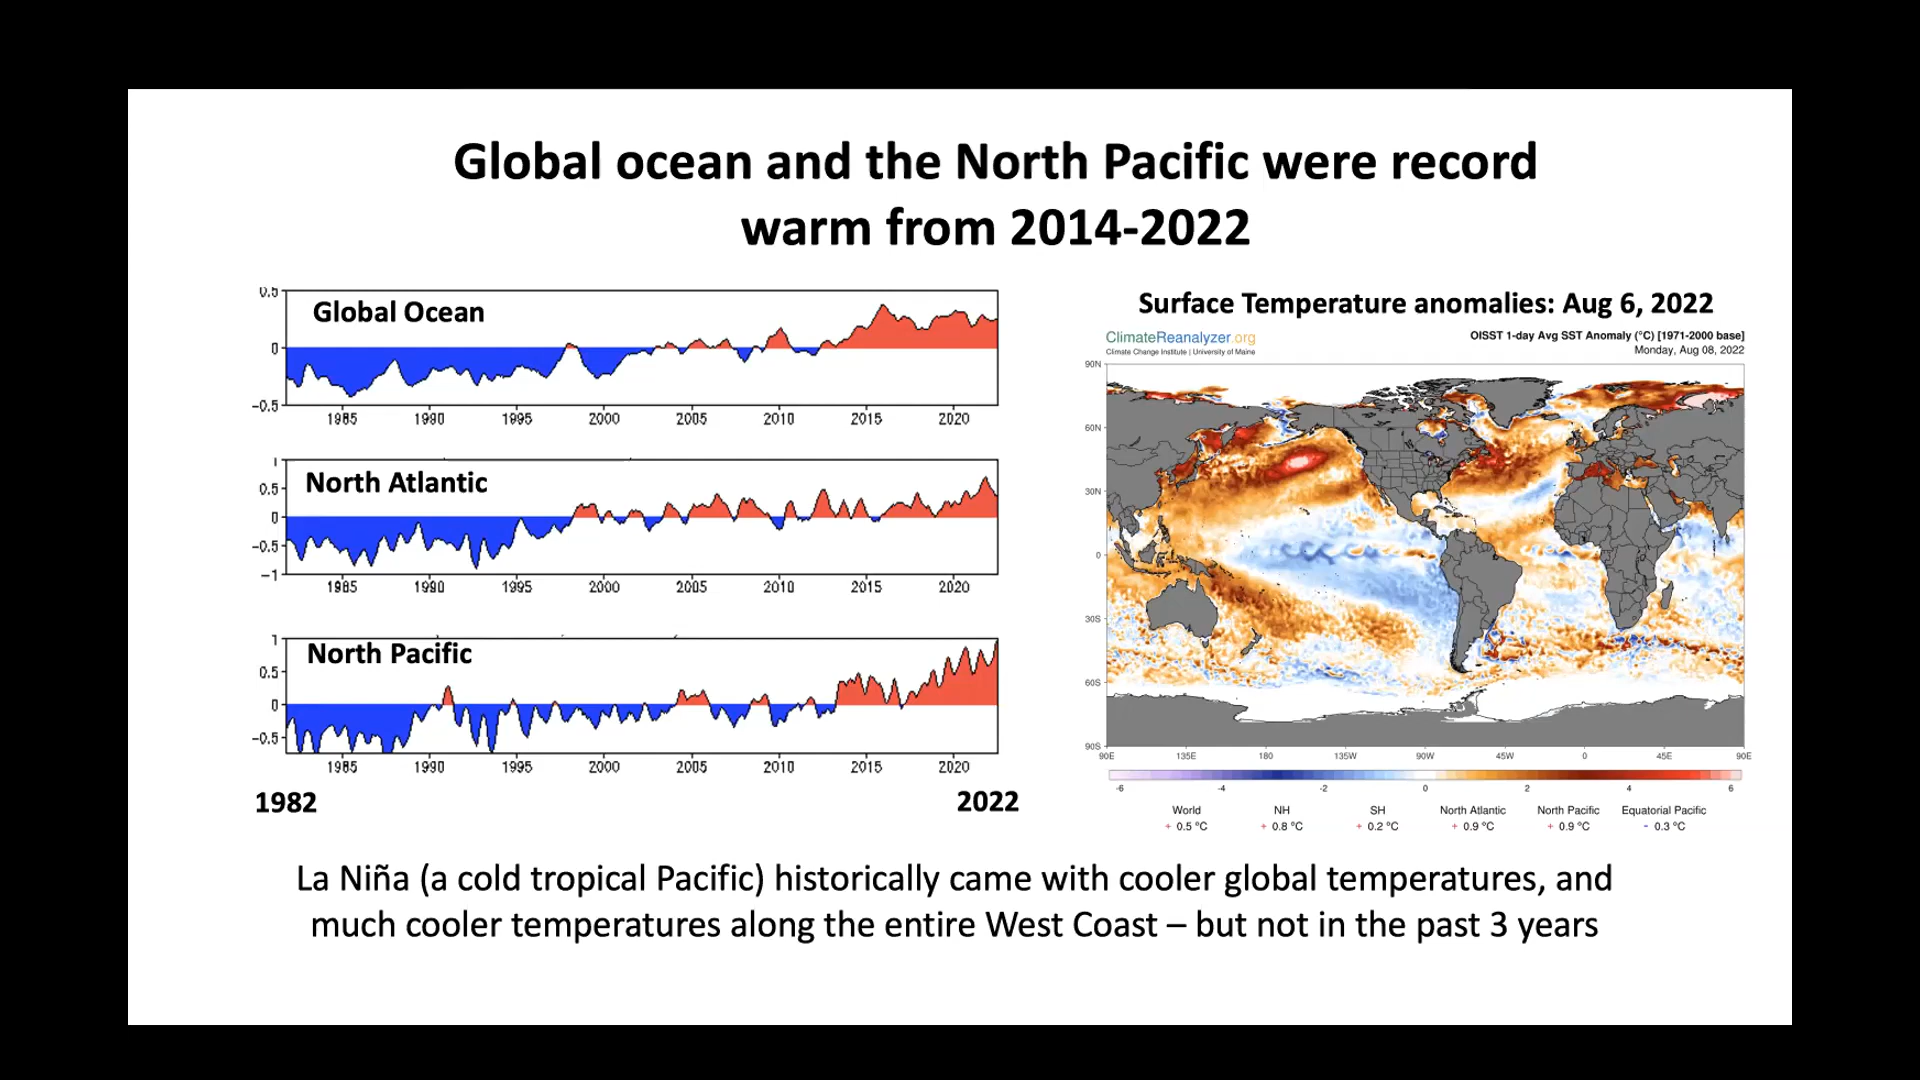 Global ocean and the North Pacific were record
warm from 2014-2022
Global Ocean
0.5
0
−0.5
1985 1990 1995 2000 2005 2010 2015 2020
North Atlantic
1
0.5
0
−0.5
−1
1985 1990 1995 2000 2005 2010 2015 2020
North Pacific
1
0.5
0
−0.5
1985 1990 1995 2000 2005 2010 2015 2020
1982 2022
Surface Temperature anomalies: Aug 6, 2022
ClimateReanalyzer.org
Climate Change Institute | University of Maine
OISST 1-day Avg SST Anomaly (°C) [1971-2000 base]
Monday, Aug 08, 2022
90N
60N
30N
0
30S
60S
90S
90E 135E 180 135W 90W 45W 0 45E 90E
-6 -4 -2 0 2 4 6
World NH SH North Atlantic North Pacific Equatorial Pacific
+ 0.5 °C + 0.8 °C + 0.2 °C + 0.9 °C + 0.9 °C - 0.3 °C
La Niña (a cold tropical Pacific) historically came with cooler global temperatures, and
much cooler temperatures along the entire West Coast – but not in the past 3 years